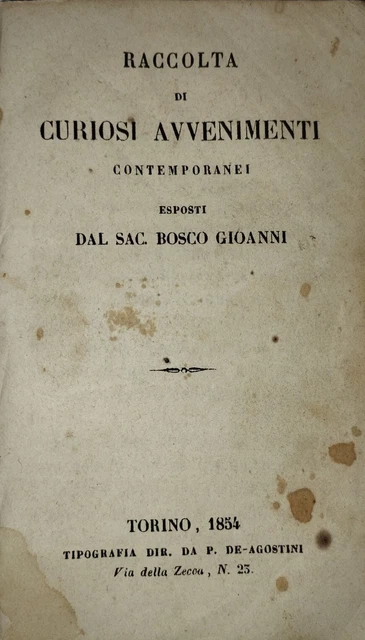 RACCOLTA
DI
CURIOSI AVVENIMENTI
CONTEMPORANEI
ESPOSTI
DAL SAC. BOSCO GIOANNI
TORINO, 1854
TIPOGRAFIA DIR. DA P. DE-AGOSTINI
Via della Zecca, N. 23.